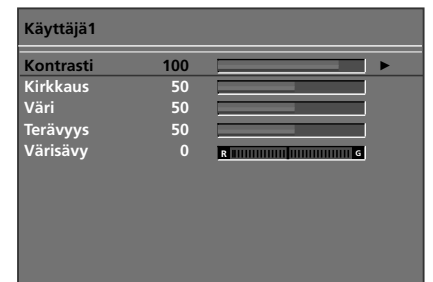 Käyttäjä1
Kontrasti 100 ►
Kirkkaus 50
Väri 50
Terävyys 50
Värisävy 0 R G